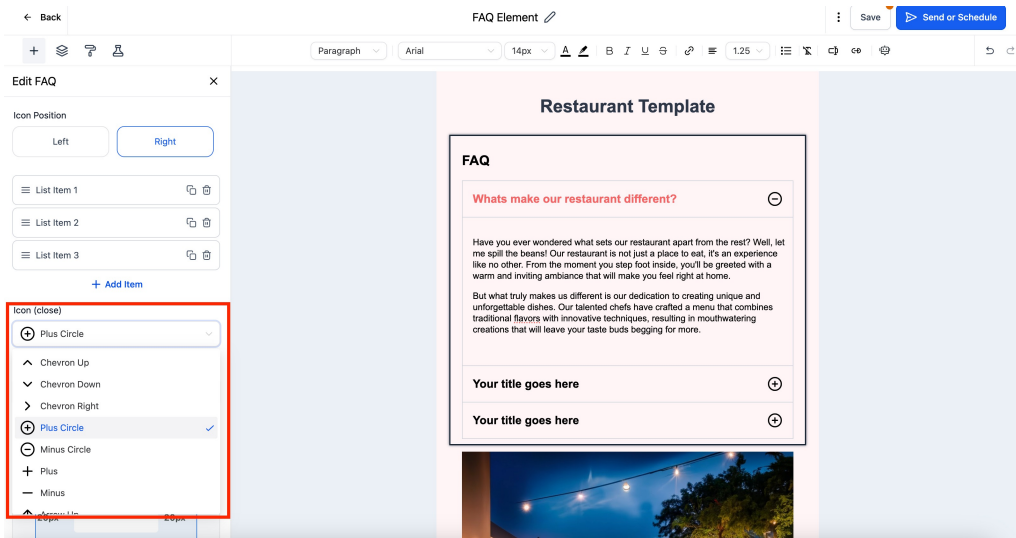 Back
FAQ Element
Save
Send or Schedule
Paragraph
Arial
14px
A
B I U S
1.25
Edit FAQ
Icon Position
Left
Right
List Item 1
List Item 2
List Item 3
+ Add Item
Icon (close)
Plus Circle
Chevron Up
Chevron Down
Chevron Right
Plus Circle
Minus Circle
Plus
Minus
Arrow Up
20px
20px
Restaurant Template
FAQ
Whats make our restaurant different?
Have you ever wondered what sets our restaurant apart from the rest? Well, let
me spill the beans! Our restaurant is not just a place to eat, it's an experience
like no other. From the moment you step foot inside, you'll be greeted with a
warm and inviting ambiance that will make you feel right at home.
But what truly makes us different is our dedication to creating unique and
unforgettable dishes. Our talented chefs have crafted a menu that combines
traditional flavors with innovative techniques, resulting in mouthwatering
creations that will leave your taste buds begging for more.
Your title goes here
Your title goes here